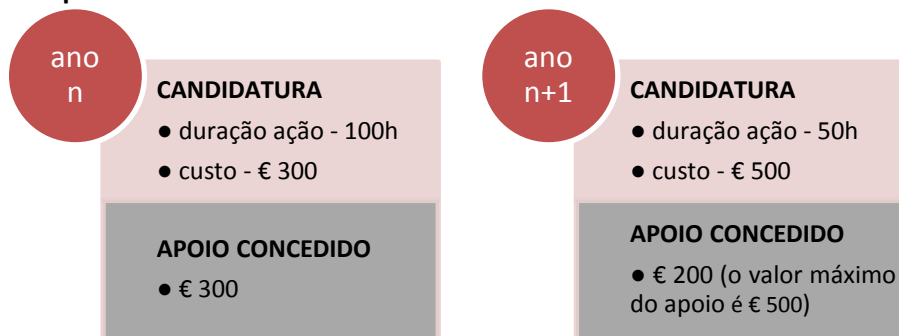 ano
n
CANDIDATURA
● duração ação - 100h
● custo - € 300
APOIO CONCEDIDO
● € 300
ano
n+1
CANDIDATURA
● duração ação - 50h
● custo - € 500
APOIO CONCEDIDO
● € 200 (o valor máximo
do apoio é € 500)